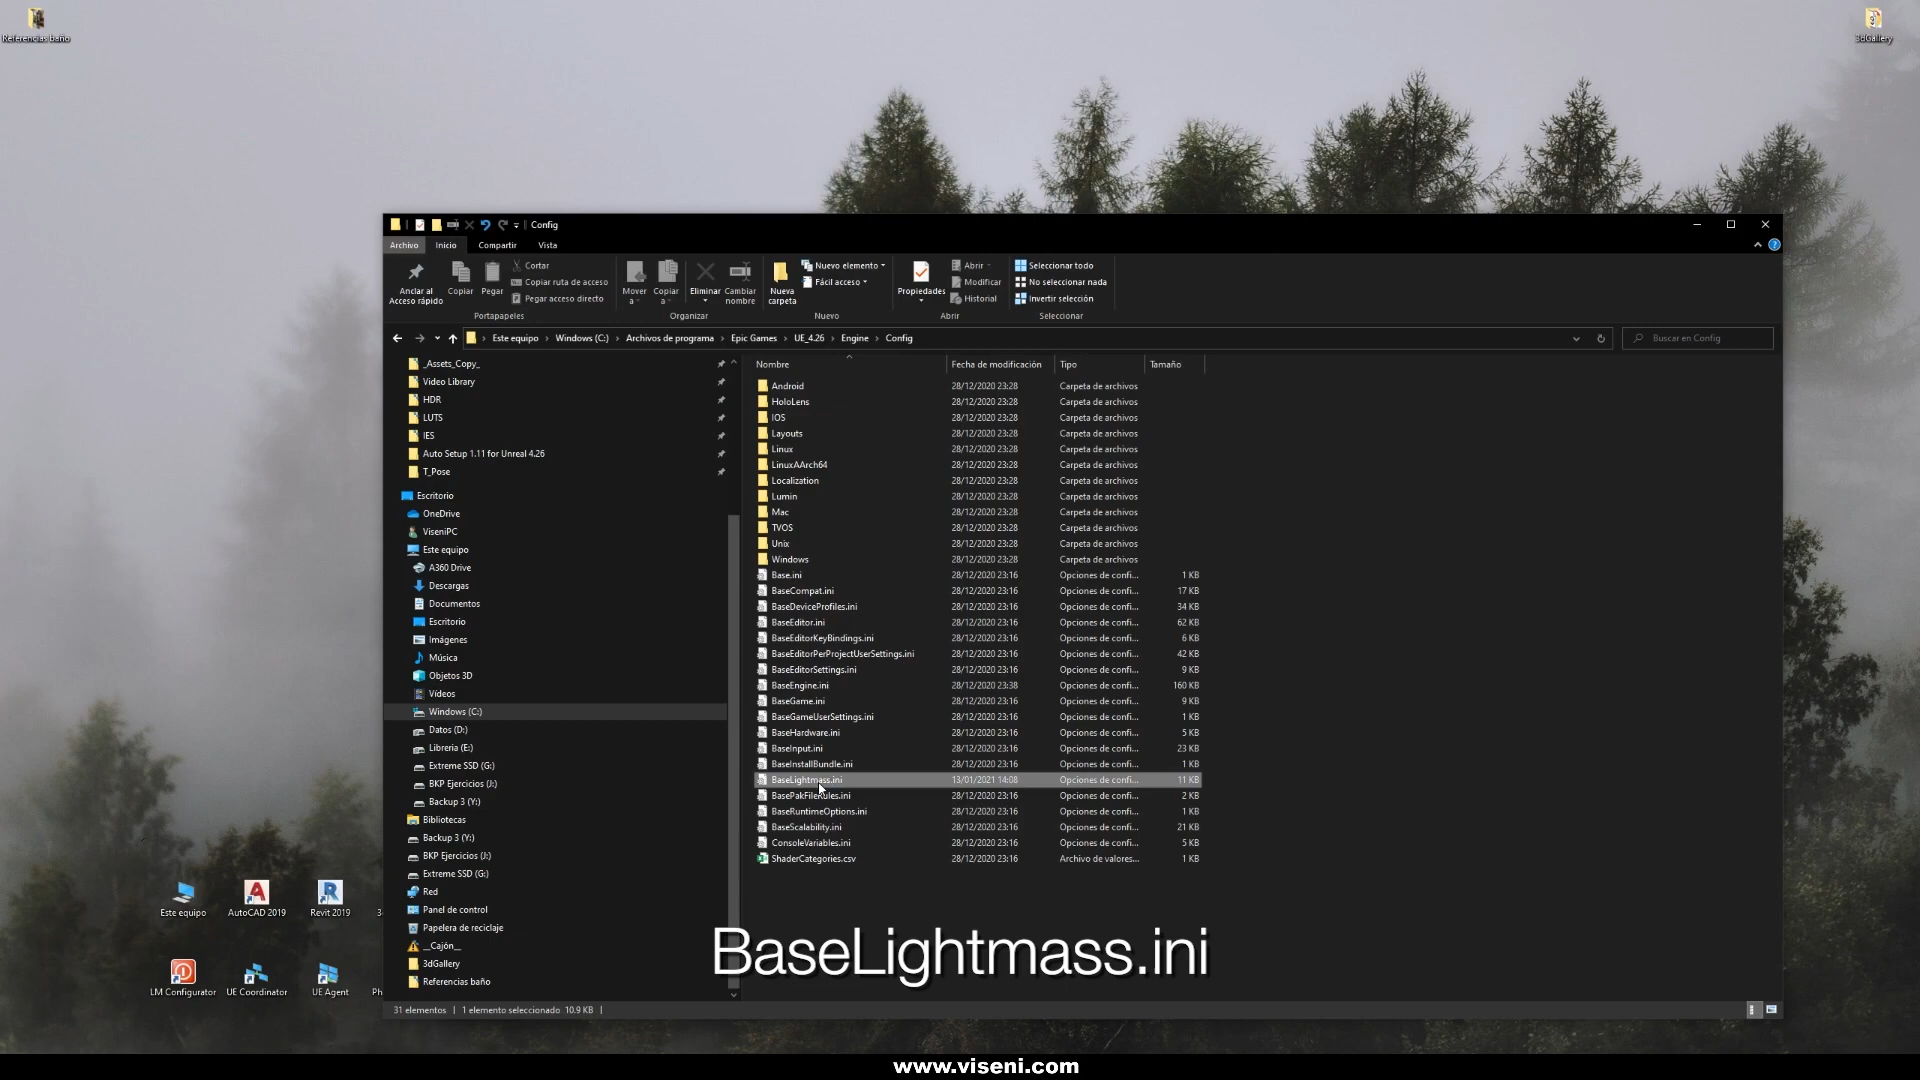 Referencias baño
3dGallery
Config
Archivo
Inicio
Compartir
Vista
Anclar al
Acceso rápido
Copiar
Pegar
Cortar
Copiar ruta de acceso
Pegar acceso directo
Portapapeles
Mover
a
Copiar
a
Eliminar
Cambiar
nombre
Organizar
Nueva
carpeta
Nuevo elemento
Fácil acceso
Nuevo
Propiedades
Abrir
Modificar
Historial
Abrir
Seleccionar todo
No seleccionar nada
Invertir selección
Seleccionar
Este equipo › Windows (C:) › Archivos de programa › Epic Games › UE_4.26 › Engine › Config
Buscar en Config
_Assets_Copy_
Video Library
HDR
LUTS
IES
Auto Setup 1.11 for Unreal 4.26
T_Pose
Escritorio
OneDrive
ViseniPC
Este equipo
A360 Drive
Descargas
Documentos
Escritorio
Imágenes
Música
Objetos 3D
Vídeos
Windows (C:)
Datos (D:)
Libreria (E:)
Extreme SSD (G:)
BKP Ejercicios (J:)
Backup 3 (Y:)
Bibliotecas
Backup 3 (Y:)
BKP Ejercicios (J:)
Extreme SSD (G:)
Red
Panel de control
Papelera de reciclaje
__Cajón__
3dGallery
Referencias baño
Nombre Fecha de modificación Tipo Tamaño
Android 28/12/2020 23:28 Carpeta de archivos
HoloLens 28/12/2020 23:28 Carpeta de archivos
IOS 28/12/2020 23:28 Carpeta de archivos
Layouts 28/12/2020 23:28 Carpeta de archivos
Linux 28/12/2020 23:28 Carpeta de archivos
LinuxAArch64 28/12/2020 23:28 Carpeta de archivos
Localization 28/12/2020 23:28 Carpeta de archivos
Lumin 28/12/2020 23:28 Carpeta de archivos
Mac 28/12/2020 23:28 Carpeta de archivos
TVOS 28/12/2020 23:28 Carpeta de archivos
Unix 28/12/2020 23:28 Carpeta de archivos
Windows 28/12/2020 23:28 Carpeta de archivos
Base.ini 28/12/2020 23:16 Opciones de confi... 1 KB
BaseCompat.ini 28/12/2020 23:16 Opciones de confi... 17 KB
BaseDeviceProfiles.ini 28/12/2020 23:16 Opciones de confi... 34 KB
BaseEditor.ini 28/12/2020 23:16 Opciones de confi... 62 KB
BaseEditorKeyBindings.ini 28/12/2020 23:16 Opciones de confi... 6 KB
BaseEditorPerProjectUserSettings.ini 28/12/2020 23:16 Opciones de confi... 42 KB
BaseEditorSettings.ini 28/12/2020 23:16 Opciones de confi... 9 KB
BaseEngine.ini 28/12/2020 23:38 Opciones de confi... 160 KB
BaseGame.ini 28/12/2020 23:16 Opciones de confi... 9 KB
BaseGameUserSettings.ini 28/12/2020 23:16 Opciones de confi... 1 KB
BaseHardware.ini 28/12/2020 23:16 Opciones de confi... 5 KB
BaseInput.ini 28/12/2020 23:16 Opciones de confi... 23 KB
BaseInstallBundle.ini 28/12/2020 23:16 Opciones de confi... 1 KB
BaseLightmass.ini 13/01/2021 14:08 Opciones de confi... 11 KB
BasePakFileRules.ini 28/12/2020 23:16 Opciones de confi... 2 KB
BaseRuntimeOptions.ini 28/12/2020 23:16 Opciones de confi... 1 KB
BaseScalability.ini 28/12/2020 23:16 Opciones de confi... 21 KB
ConsoleVariables.ini 28/12/2020 23:16 Opciones de confi... 5 KB
ShaderCategories.csv 28/12/2020 23:16 Archivo de valores... 1 KB
31 elementos
1 elemento seleccionado 10.9 KB
Este equipo
AutoCAD 2019
Revit 2019
3
LM Configurator
UE Coordinator
UE Agent
Ph
BaseLightmass.ini
www.viseni.com